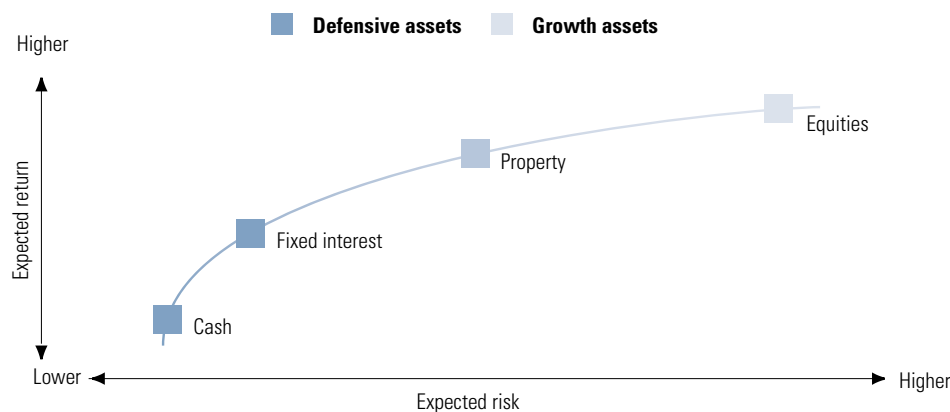 Defensive assets Growth assets
Higher
Equities
Property
Expected return
Fixed interest
Cash
Lower
Higher
Expected risk